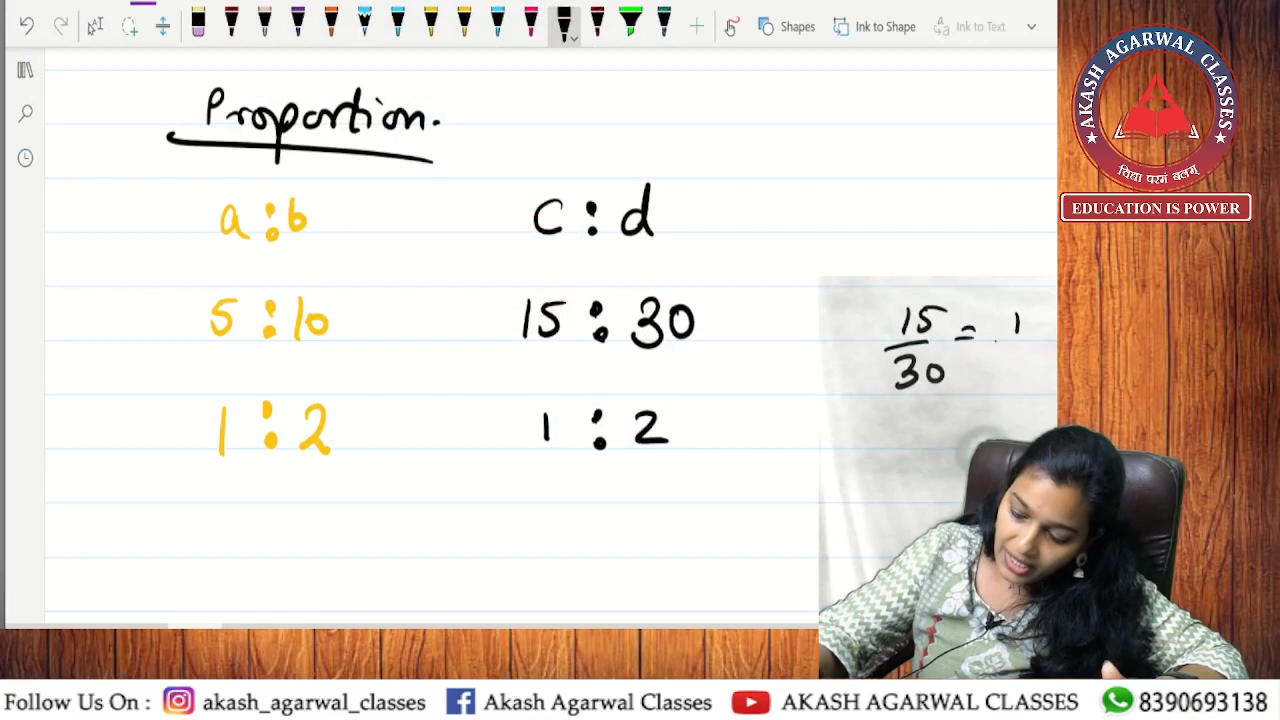 Shapes Ink to Shape Ink to Text
Proportion.
a : b c : d
5 : 10 15 : 30
15
30 = 1
1 : 2 1 : 2
AKASH AGARWAL CLASSES
विद्या परमं बलम्
EDUCATION IS POWER
Follow Us On : akash_agarwal_classes Akash Agarwal Classes AKASH AGARWAL CLASSES 8390693138